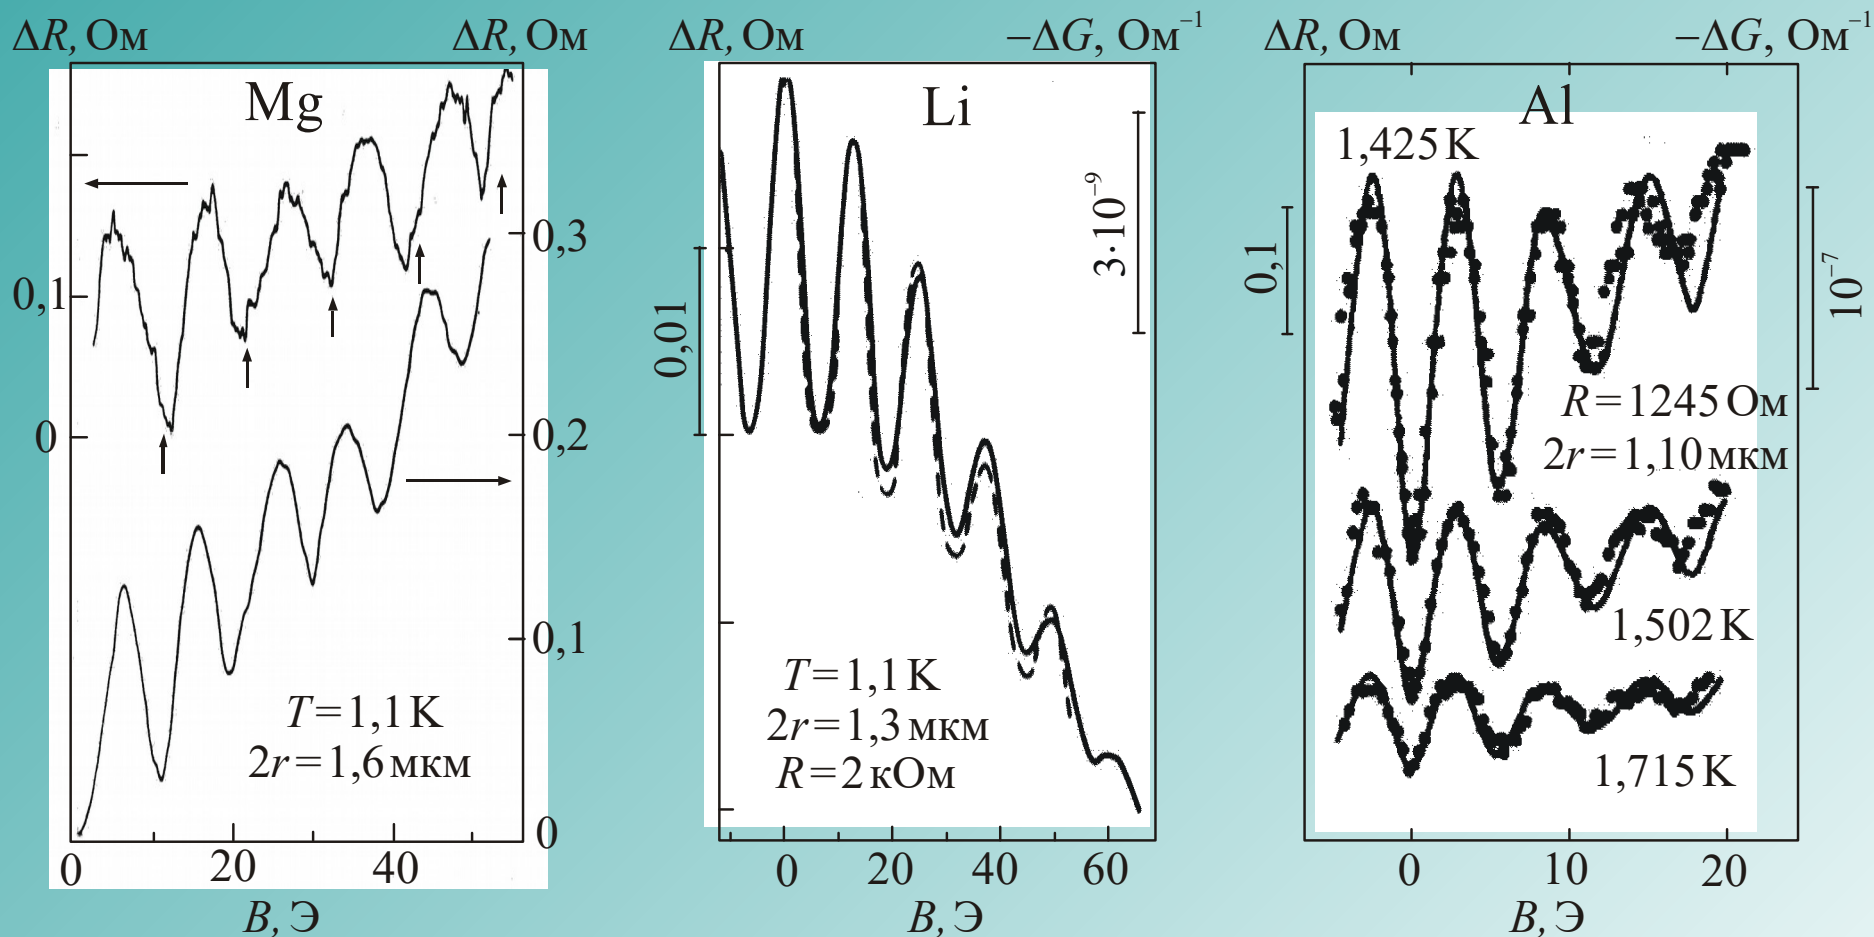 ΔR, Ом
ΔR, Ом
Mg
0,1
0
0,3
0,2
0,1
0
T = 1,1 K
2r = 1,6 мкм
0
20
40
B, Э
ΔR, Ом
−ΔG, Ом⁻¹
Li
0,01
3·10⁻⁹
T = 1,1 K
2r = 1,3 мкм
R = 2 кОм
0
20
40
60
B, Э
ΔR, Ом
−ΔG, Ом⁻¹
Al
1,425 K
0,1
10⁻⁷
R = 1245 Ом
2r = 1,10 мкм
1,502 K
1,715 K
0
10
20
B, Э